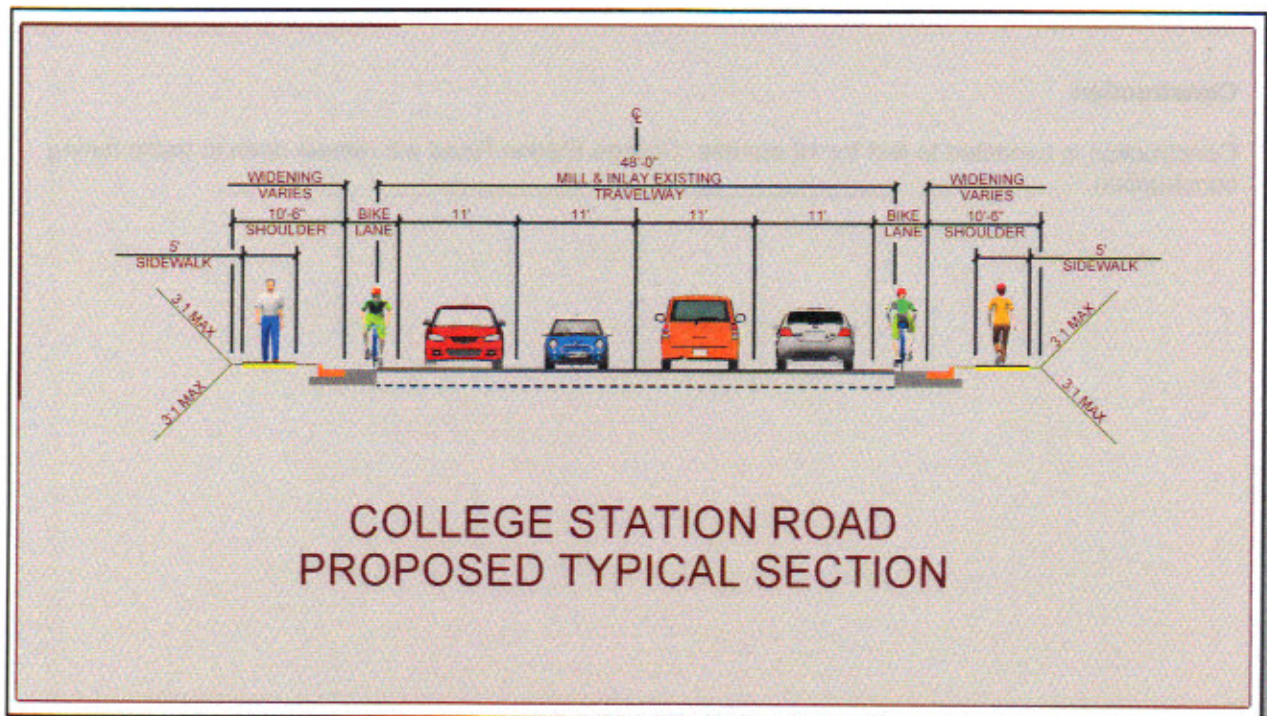 ℄
48'-0"
MILL & INLAY EXISTING
TRAVELWAY
WIDENING
VARIES
WIDENING
VARIES
10'-6"
SHOULDER
BIKE
LANE
11'
11'
11'
11'
BIKE
LANE
10'-6"
SHOULDER
5'
SIDEWALK
5'
SIDEWALK
3:1 MAX
3:1 MAX
3:1 MAX
3:1 MAX
COLLEGE STATION ROAD
PROPOSED TYPICAL SECTION